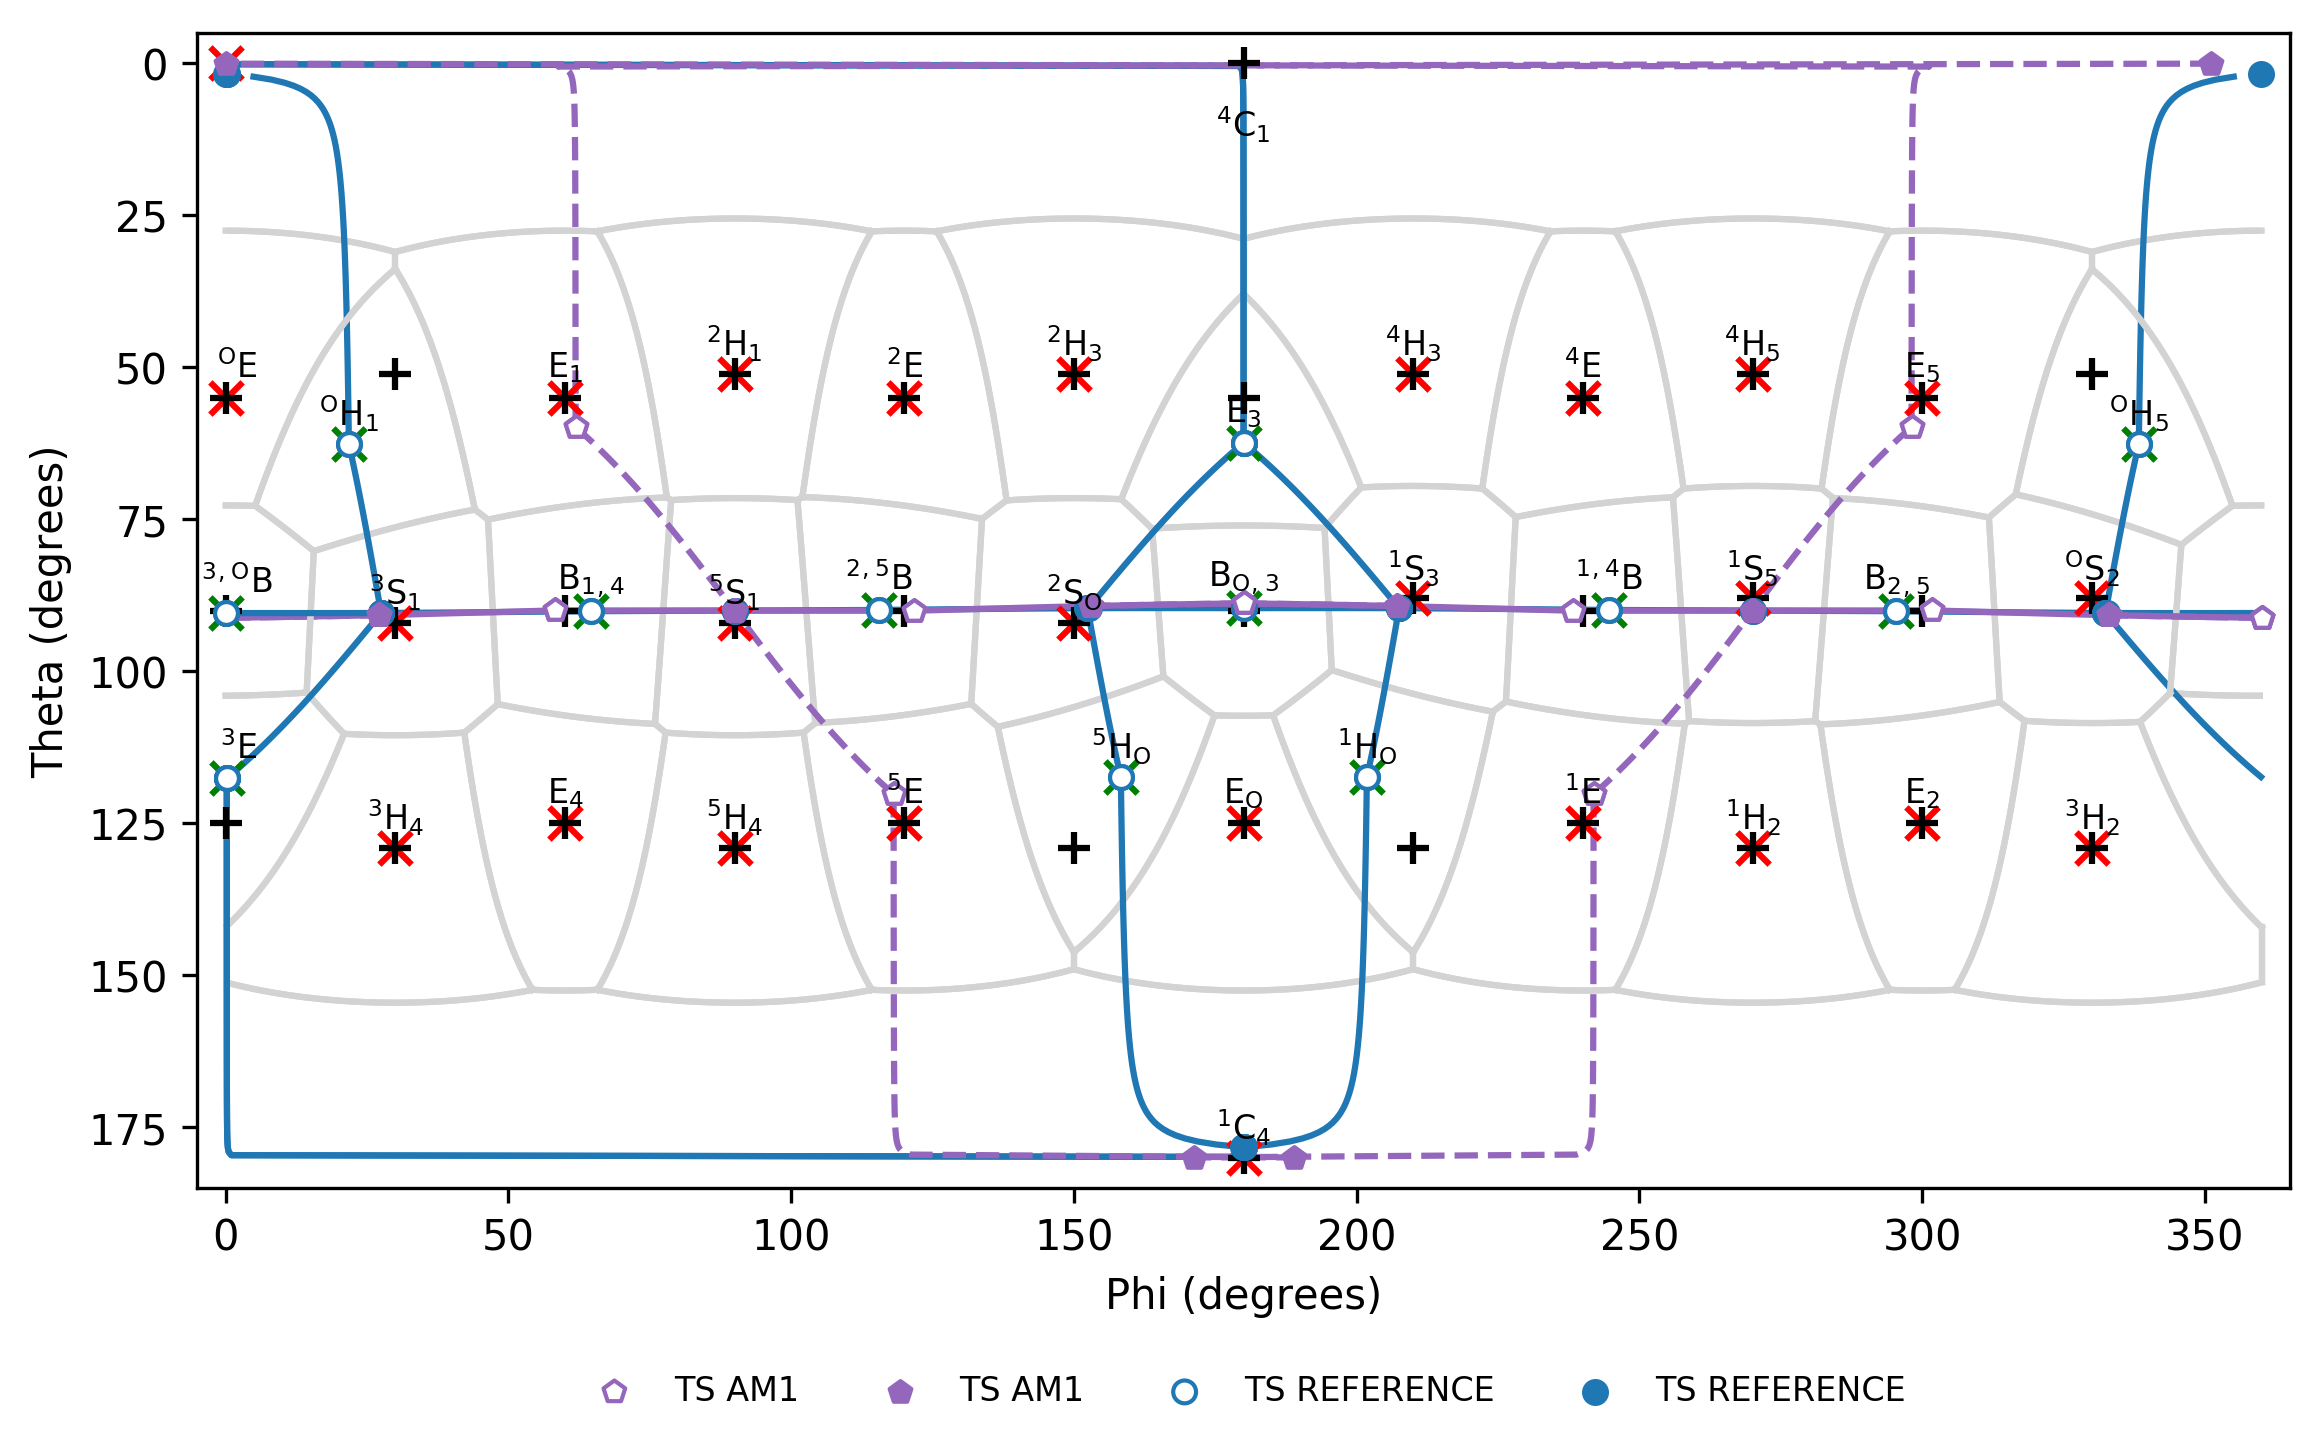 0
⁴C₁
25
²H₁ ²H₃ ⁴H₃ ⁴H₅
ᴼE E₁ ²E ⁴E E₅
50
ᴼH₁ E₃ ᴼH₅
75
³,ᴼB ³S₁ B₁,₄ ⁵S₁ ²,⁵B ²Sₒ Bₒ,₃ ¹S₃ ¹,⁴B ¹S₅ B₂,₅ ᴼS₂
100
³E ⁵Hₒ ¹Hₒ
³H₄ E₄ ⁵H₄ ⁵E Eₒ ¹E ¹H₂ E₂ ³H₂
125
150
175
¹C₄
Theta (degrees)
0 50 100 150 200 250 300 350
Phi (degrees)
TS AM1 TS AM1 TS REFERENCE TS REFERENCE